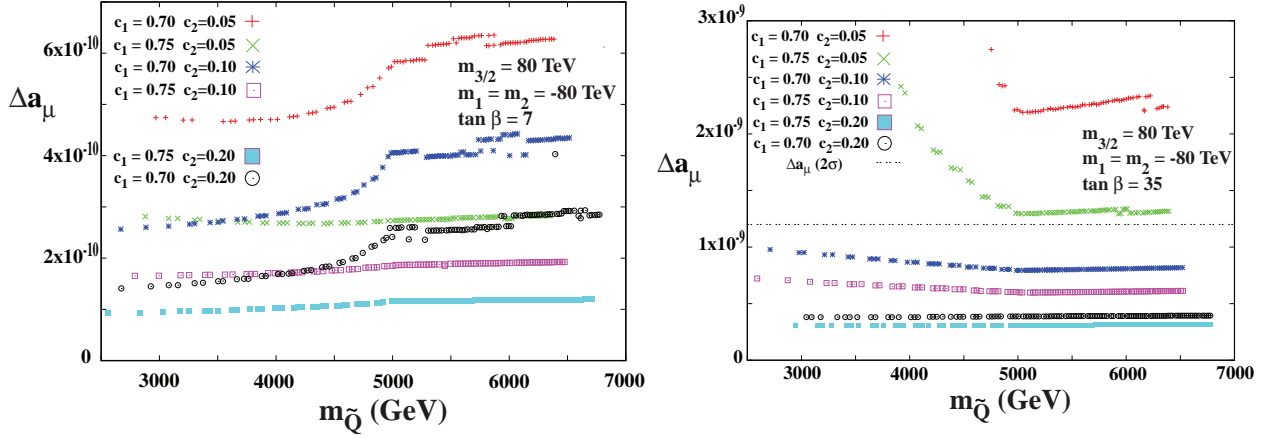 c₁ = 0.70 c₂=0.05
c₁ = 0.75 c₂=0.05
c₁ = 0.70 c₂=0.10
c₁ = 0.75 c₂=0.10
c₁ = 0.75 c₂=0.20
c₁ = 0.70 c₂=0.20
m₃/₂ = 80 TeV
m₁ = m₂ = -80 TeV
tan β = 7
Δaμ
6x10⁻¹⁰
4x10⁻¹⁰
2x10⁻¹⁰
0
3000 4000 5000 6000 7000
m_Q̃ (GeV)
c₁ = 0.70 c₂=0.05
c₁ = 0.75 c₂=0.05
c₁ = 0.70 c₂=0.10
c₁ = 0.75 c₂=0.10
c₁ = 0.75 c₂=0.20
c₁ = 0.70 c₂=0.20
Δaμ (2σ)
m₃/₂ = 80 TeV
m₁ = m₂ = -80 TeV
tan β = 35
Δaμ
3x10⁻⁹
2x10⁻⁹
1x10⁻⁹
0
3000 4000 5000 6000 7000
m_Q̃ (GeV)